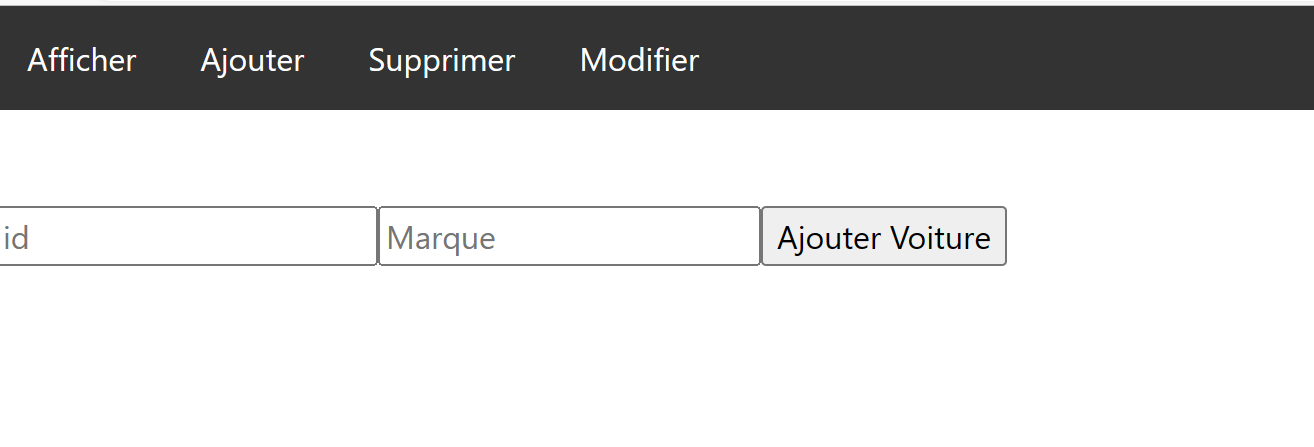 Afficher Ajouter Supprimer Modifier
id Marque Ajouter Voiture